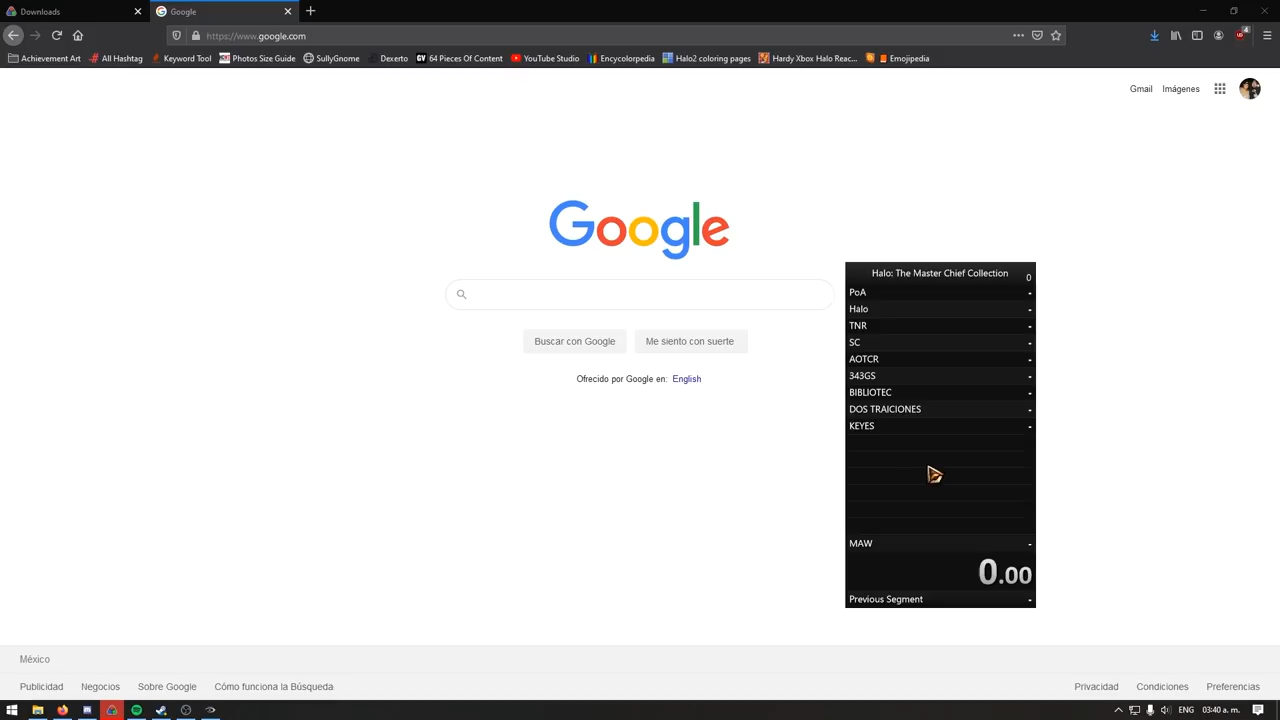 Downloads
Google
https://www.google.com
Achievement Art
All Hashtag
Keyword Tool
Photos Size Guide
SullyGnome
Dexerto
64 Pieces Of Content
YouTube Studio
Encycolorpedia
Halo2 coloring pages
Hardy Xbox Halo Reac...
Emojipedia
Gmail Imágenes
Google
Buscar con Google
Me siento con suerte
Ofrecido por Google en: English
Halo: The Master Chief Collection 0
PoA -
Halo -
TNR -
SC -
AOTCR -
343GS -
BIBLIOTEC -
DOS TRAICIONES -
KEYES -
MAW -
0.00
Previous Segment -
México
Publicidad Negocios Sobre Google Cómo funciona la Búsqueda
Privacidad Condiciones Preferencias
ENG 03:40 a. m.